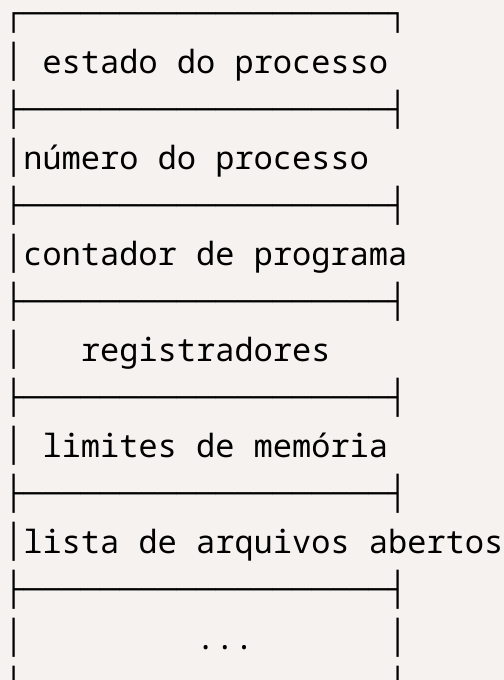 estado do processo
número do processo
contador de programa
registradores
limites de memória
lista de arquivos abertos
...